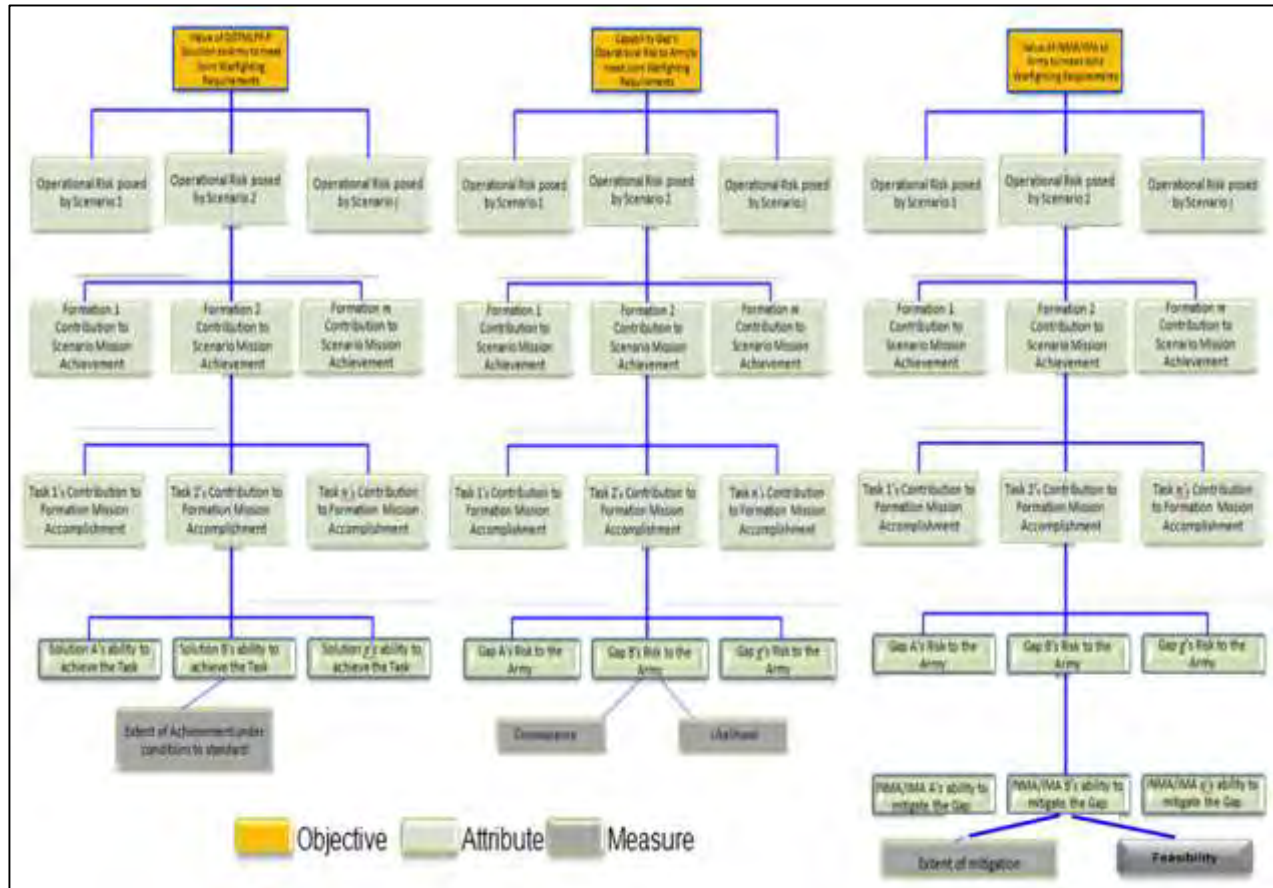 Value of DOTMLPF-P
Solution to Army to meet
Joint Warfighting
Requirements
Operational Risk posed
by Scenario 1
Operational Risk posed
by Scenario 2
Operational Risk posed
by Scenario j
Formation 1
Contribution to
Scenario Mission
Achievement
Formation 2
Contribution to
Scenario Mission
Achievement
Formation m
Contribution to
Scenario Mission
Achievement
Task 1's Contribution to
Formation Mission
Accomplishment
Task 2's Contribution to
Formation Mission
Accomplishment
Task n's Contribution
to Formation Mission
Accomplishment
Solution A's ability to
achieve the Task
Solution B's ability to
achieve the Task
Solution g's ability to
achieve the Task
Extent of Achievement under
conditions to standard
Capability Gap's
Operational Risk to Army to
meet Joint Warfighting
Requirements
Operational Risk posed
by Scenario 1
Operational Risk posed
by Scenario 2
Operational Risk posed
by Scenario j
Formation 1
Contribution to
Scenario Mission
Achievement
Formation 2
Contribution to
Scenario Mission
Achievement
Formation m
Contribution to
Scenario Mission
Achievement
Task 1's Contribution to
Formation Mission
Accomplishment
Task 2's Contribution to
Formation Mission
Accomplishment
Task n's Contribution
to Formation Mission
Accomplishment
Gap A's Risk to the
Army
Gap B's Risk to the
Army
Gap g's Risk to the
Army
Consequence
Likelihood
Value of INMA/IMA to
Army to meet Joint
Warfighting Requirements
Operational Risk posed
by Scenario 1
Operational Risk posed
by Scenario 2
Operational Risk posed
by Scenario j
Formation 1
Contribution to
Scenario Mission
Achievement
Formation 2
Contribution to
Scenario Mission
Achievement
Formation m
Contribution to
Scenario Mission
Achievement
Task 1's Contribution to
Formation Mission
Accomplishment
Task 2's Contribution to
Formation Mission
Accomplishment
Task n's Contribution
to Formation Mission
Accomplishment
Gap A's Risk to the
Army
Gap B's Risk to the
Army
Gap g's Risk to the
Army
INMA/IMA A's ability to
mitigate the Gap
INMA/IMA B's ability to
mitigate the Gap
INMA/IMA q's ability to
mitigate the Gap
Extent of mitigation
Feasibility
Objective
Attribute
Measure